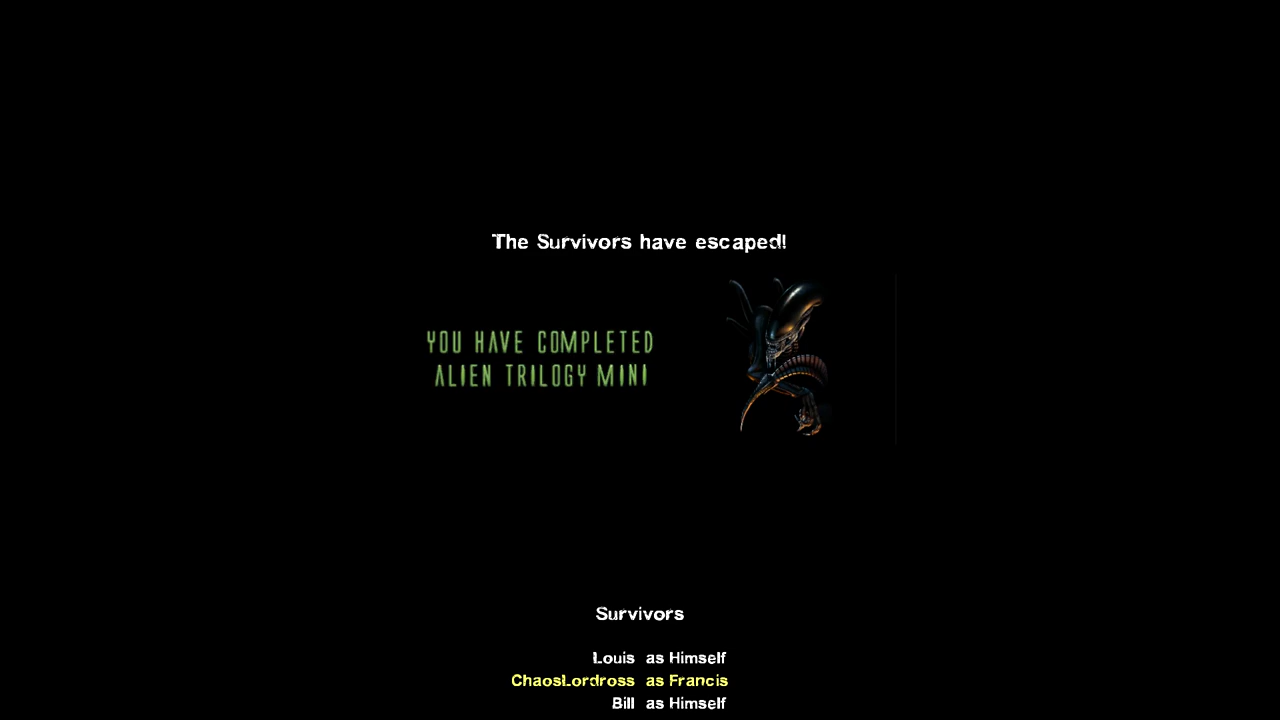 The Survivors have escaped!
YOU HAVE COMPLETED
ALIEN TRILOGY MINI
Survivors
Louis as Himself
ChaosLordross as Francis
Bill as Himself